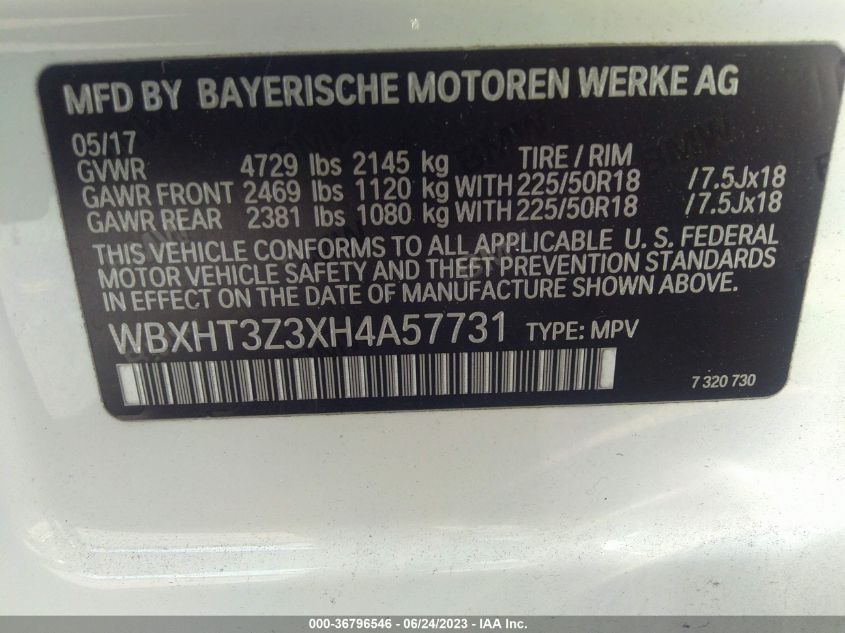 MFD BY BAYERISCHE MOTOREN WERKE AG
05/17 TIRE / RIM
GVWR 4729 lbs 2145 kg
GAWR FRONT 2469 lbs 1120 kg WITH 225/50R18 /7.5Jx18
GAWR REAR 2381 lbs 1080 kg WITH 225/50R18 /7.5Jx18
THIS VEHICLE CONFORMS TO ALL APPLICABLE U. S. FEDERAL
MOTOR VEHICLE SAFETY AND THEFT PREVENTION STANDARDS
IN EFFECT ON THE DATE OF MANUFACTURE SHOWN ABOVE.
WBXHT3Z3XH4A57731 TYPE: MPV
7 320 730
000-36796546 - 06/24/2023 - IAA Inc.